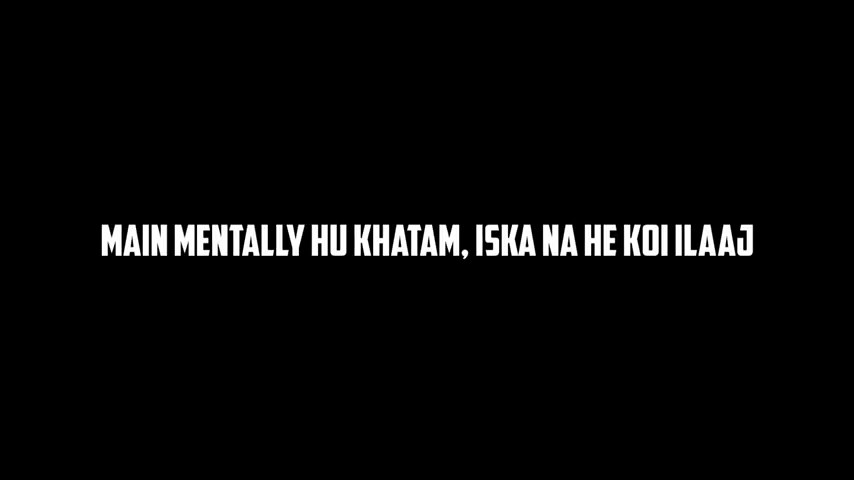 MAIN MENTALLY HU KHATAM, ISKA NA HE KOI ILAAJ